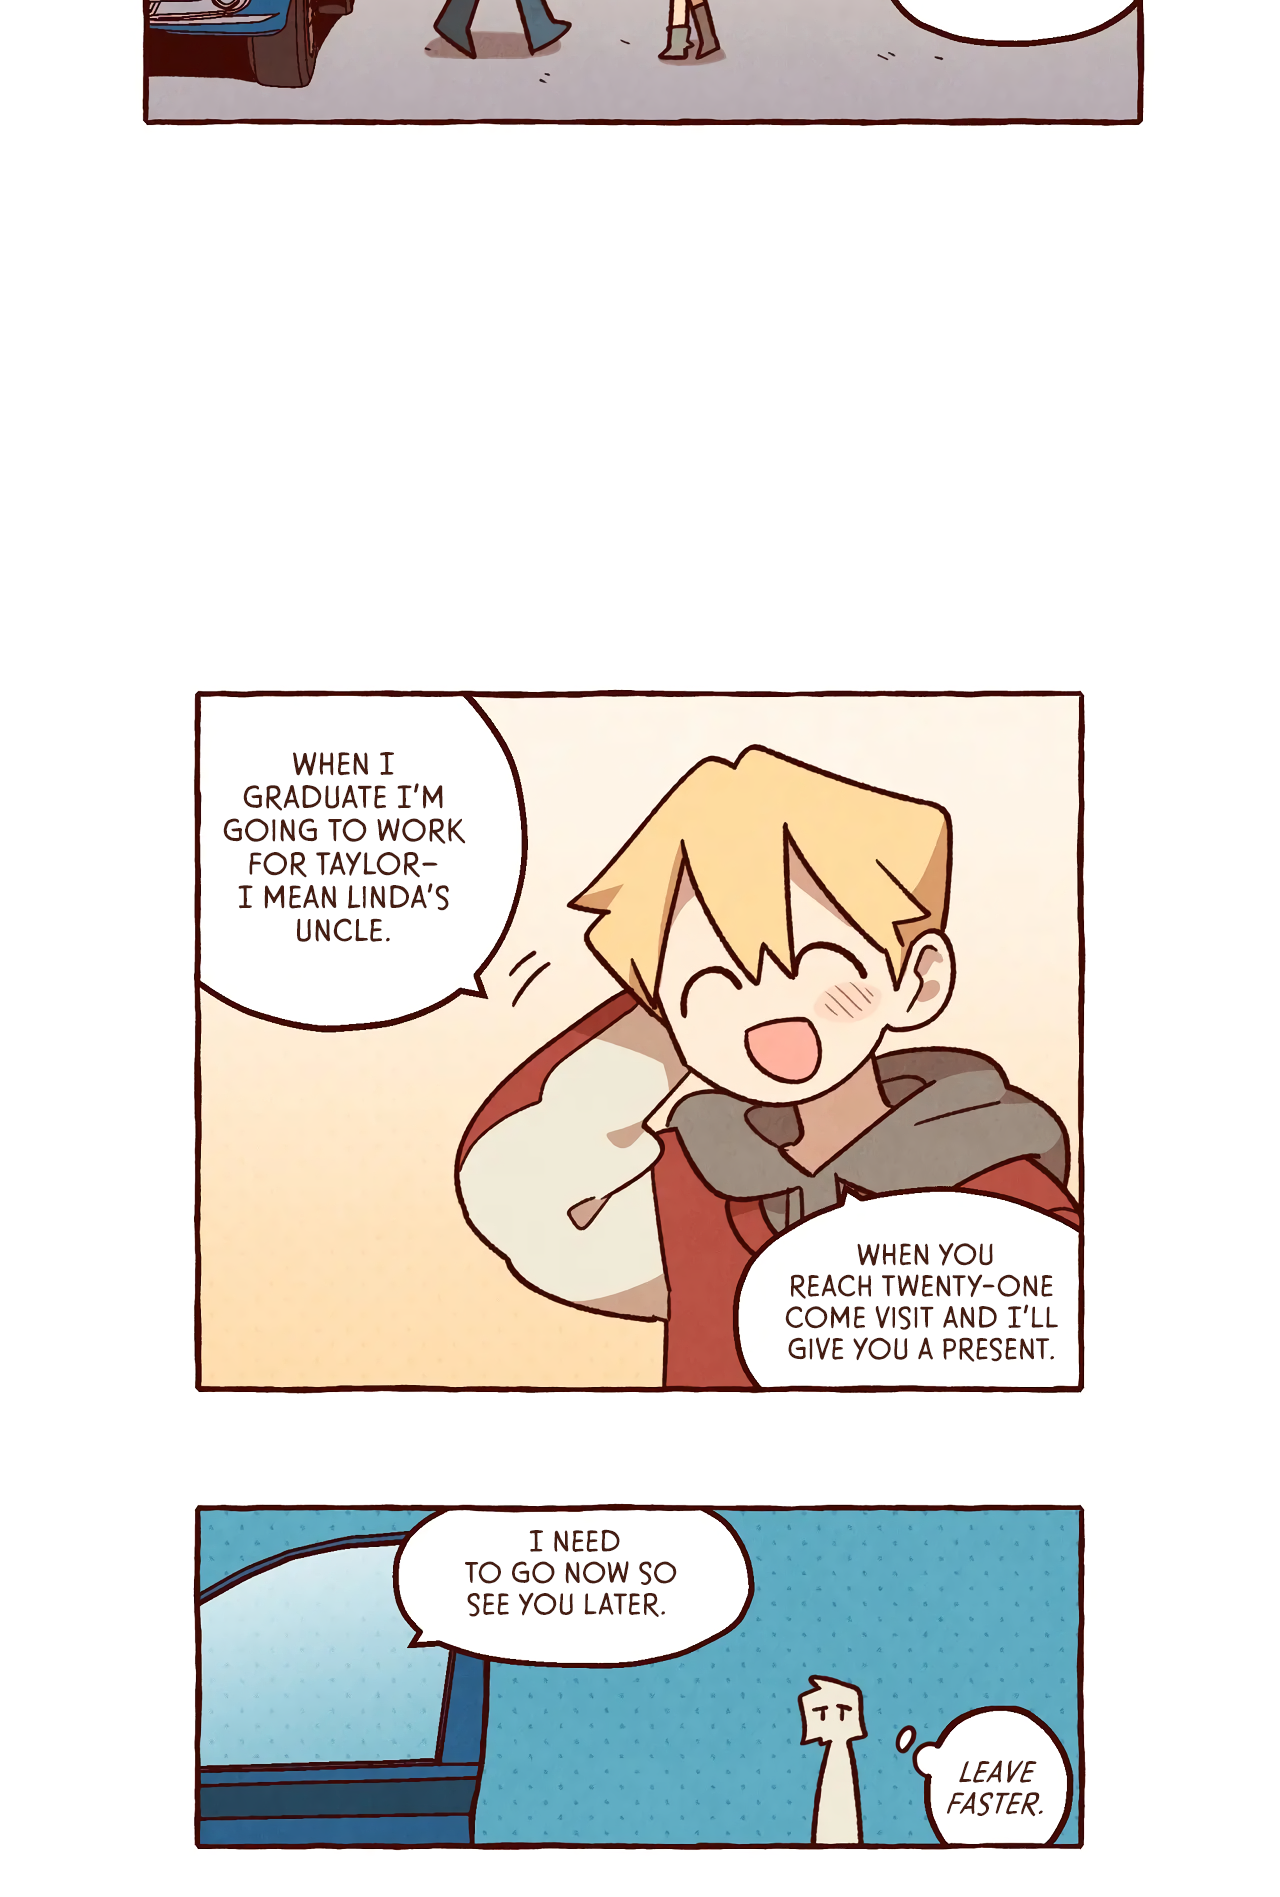 WHEN I
GRADUATE I'M
GOING TO WORK
FOR TAYLOR–
I MEAN LINDA'S
UNCLE.
WHEN YOU
REACH TWENTY-ONE
COME VISIT AND I'LL
GIVE YOU A PRESENT.
I NEED
TO GO NOW SO
SEE YOU LATER.
LEAVE
FASTER.